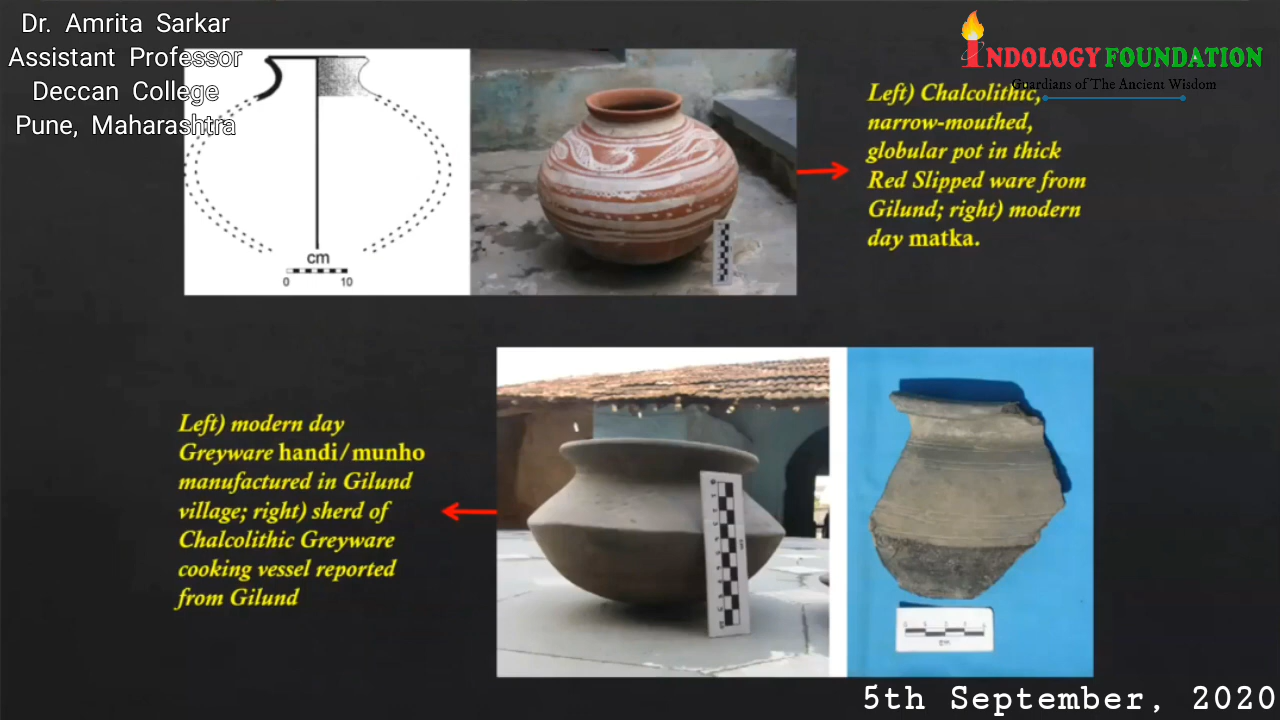 Dr. Amrita Sarkar
Assistant Professor
Deccan College
Pune, Maharashtra
INDOLOGY FOUNDATION
Guardians of The Ancient Wisdom
cm
0 10
Left) Chalcolithic,
narrow-mouthed,
globular pot in thick
Red Slipped ware from
Gilund; right) modern
day matka.
Left) modern day
Greyware handi/munho
manufactured in Gilund
village; right) sherd of
Chalcolithic Greyware
cooking vessel reported
from Gilund
5th September, 2020